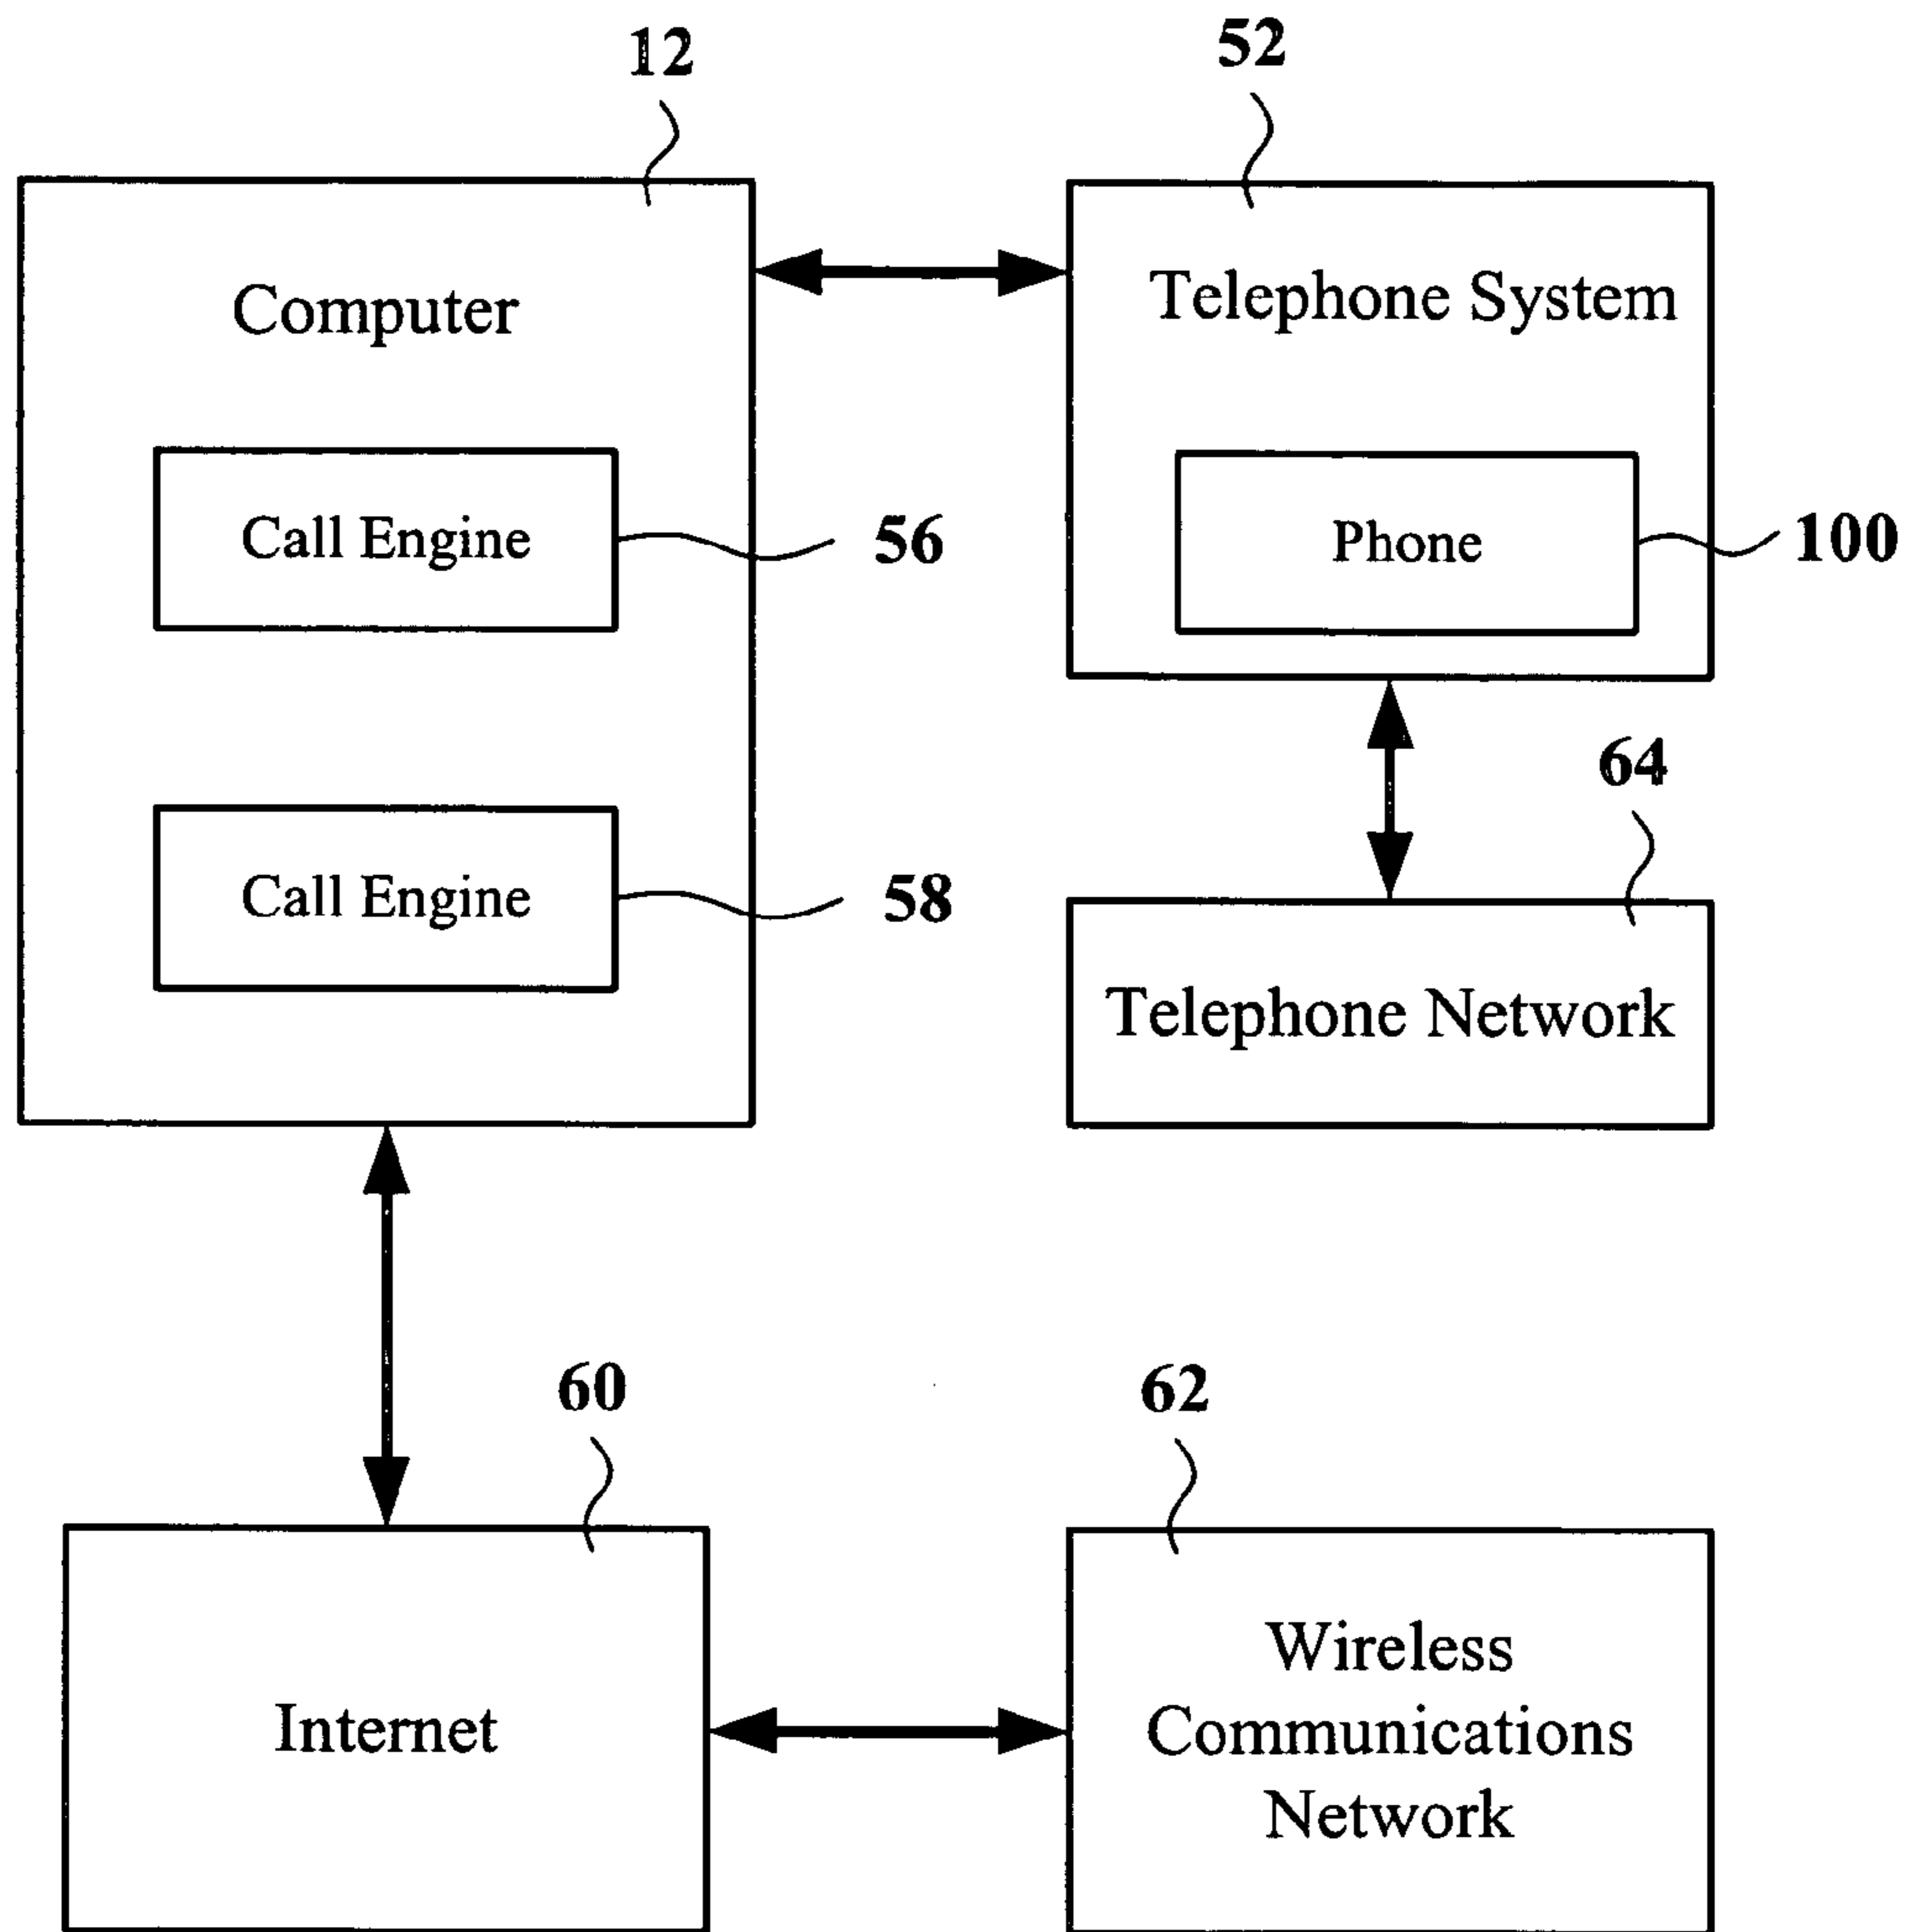 12
52
Computer
Telephone System
Call Engine
56
Phone
100
64
Call Engine
58
Telephone Network
60
62
Internet
Wireless
Communications
Network